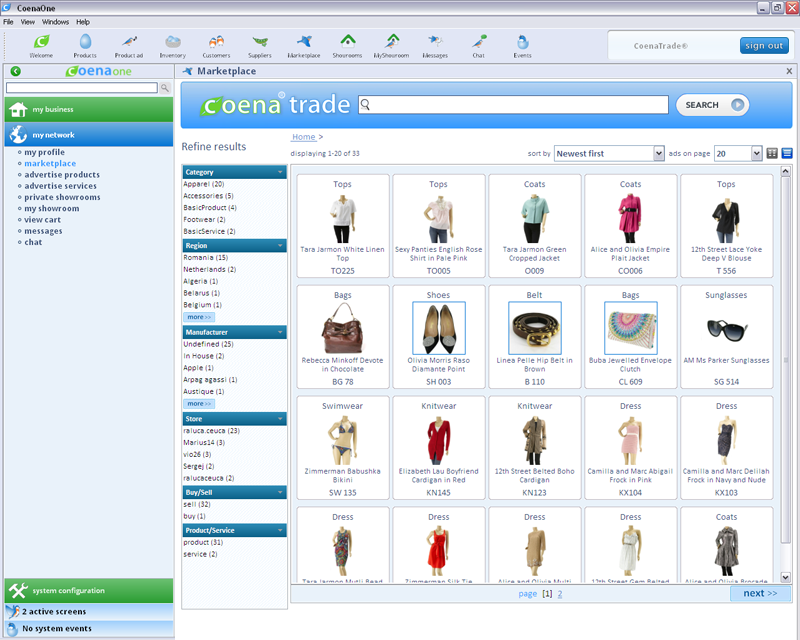 CoenaOne
File View Windows Help
Welcome Products Product ad Inventory Customers Suppliers Marketplace Showrooms MyShowroom Messages Chat Events
CoenaTrade®
sign out
coenaone
Marketplace
my business
my network
my profile
marketplace
advertise products
advertise services
private showrooms
my showroom
view cart
messages
chat
system configuration
2 active screens
No system events
coena® trade
SEARCH
Refine results
Home >
displaying 1-20 of 33
sort by Newest first ads on page 20
Category
Apparel (20)
Accessories (5)
BasicProduct (4)
Footwear (2)
BasicService (2)
Region
Romania (15)
Netherlands (2)
Algeria (1)
Belarus (1)
Belgium (1)
more >>
Manufacturer
Undefined (25)
In House (2)
Apple (1)
Arpag agassi (1)
Austique (1)
more >>
Store
raluca.ceuca (23)
Marius14 (3)
vio26 (3)
Sergej (2)
ralucaceuca (2)
Buy/Sell
sell (32)
buy (1)
Product/Service
product (31)
service (2)
Tops
Tara Jarmon White Linen
Top
TO225
Tops
Sexy Panties English Rose
Shirt in Pale Pink
TO005
Coats
Tara Jarmon Green
Cropped Jacket
O009
Coats
Alice and Olivia Empire
Plait Jacket
CO006
Tops
12th Street Lace Yoke
Deep V Blouse
T 556
Bags
Rebecca Minkoff Devote
in Chocolate
BG 78
Shoes
Olivia Morris Raso
Diamante Point
SH 003
Belt
Linea Pelle Hip Belt in
Brown
B 110
Bags
Buba Jewelled Envelope
Clutch
CL 609
Sunglasses
AM Ms Parker Sunglasses
SG 514
Swimwear
Zimmerman Babushka
Bikini
SW 135
Knitwear
Elizabeth Lau Boyfriend
Cardigan in Red
KN145
Knitwear
12th Street Belted Boho
Cardigan
KN123
Dress
Camilla and Marc Abigail
Frock in Pink
KX104
Dress
Camilla and Marc Delilah
Frock in Navy and Nude
KX103
Dress
Tara Jarmon Mutli Bead
Dress
Zimmerman Silk Tie
Dress
Alice and Olivia Multi
Dress
12th Street Gem Belted
Coats
Alice and Olivia Brocade
page [1] 2
next >>